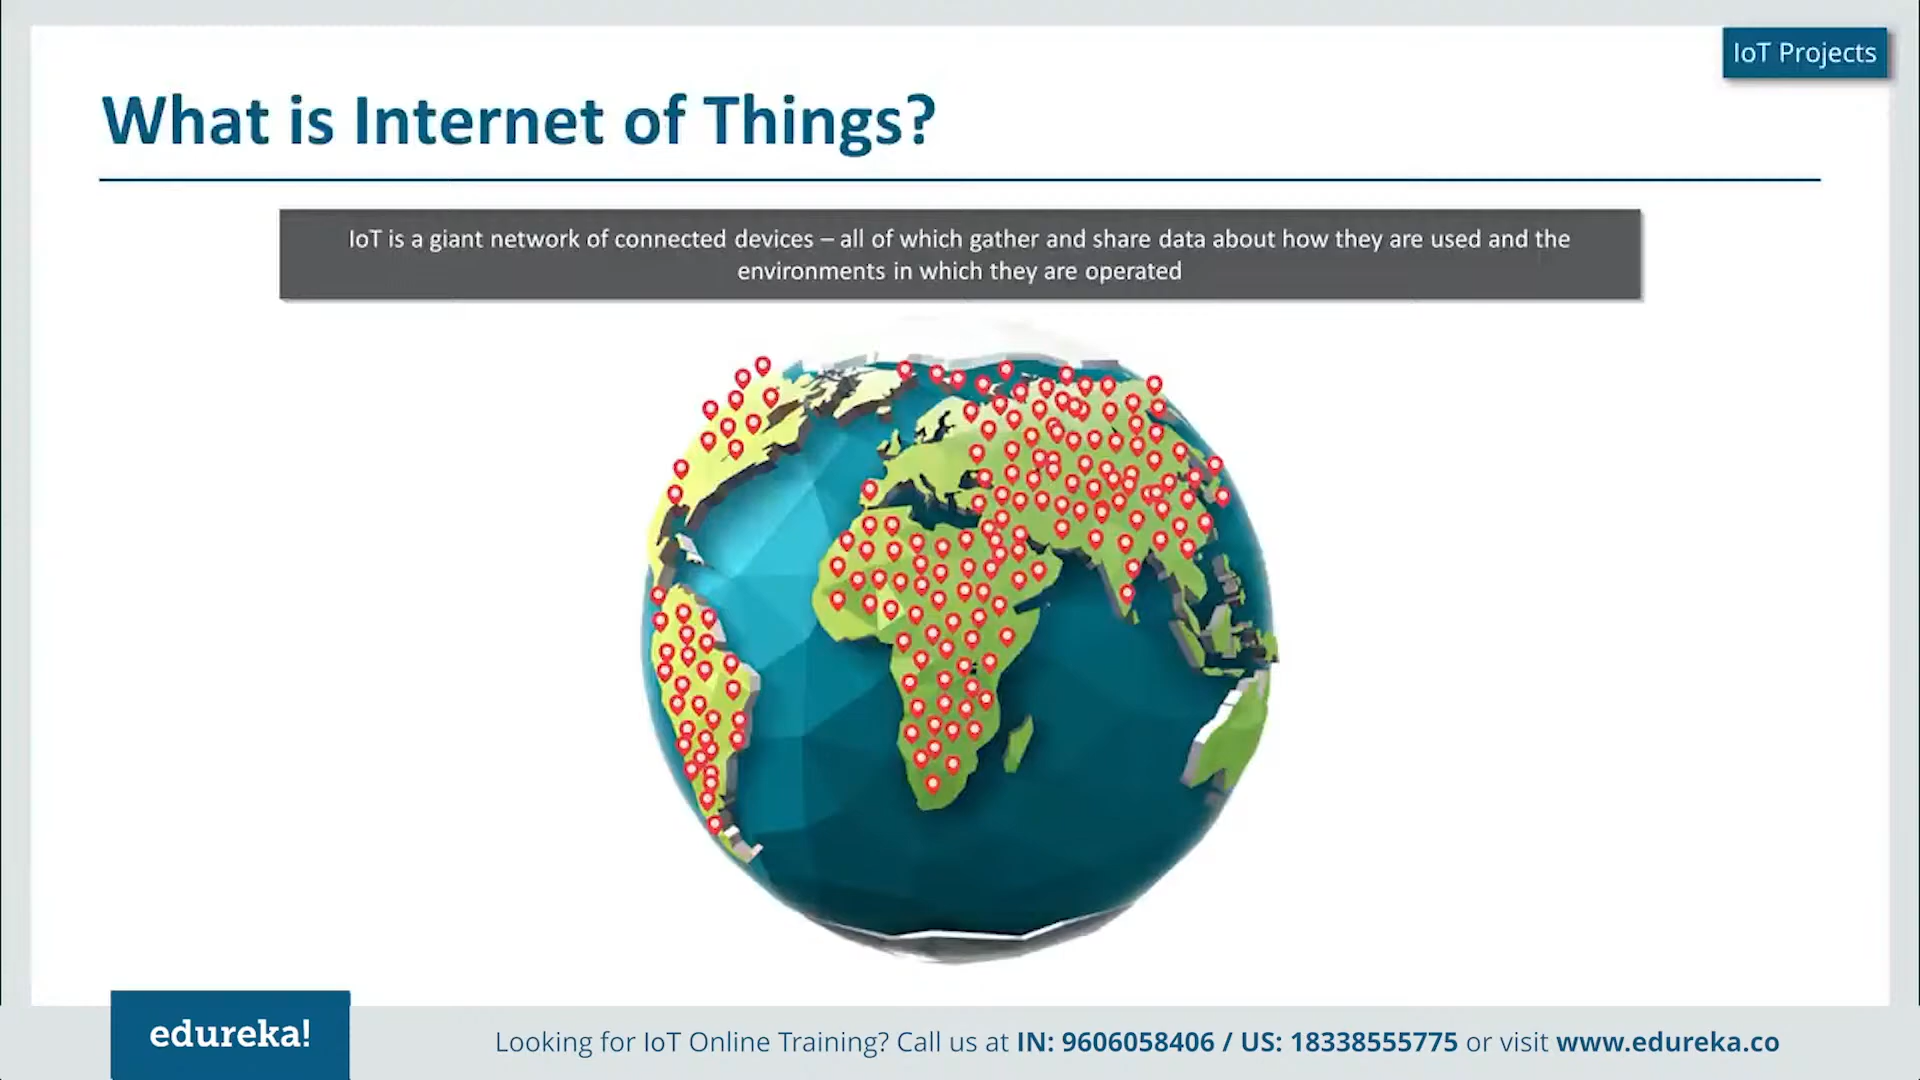 IoT Projects
What is Internet of Things?
IoT is a giant network of connected devices – all of which gather and share data about how they are used and the
environments in which they are operated
edureka!
Looking for IoT Online Training? Call us at IN: 9606058406 / US: 18338555775 or visit www.edureka.co